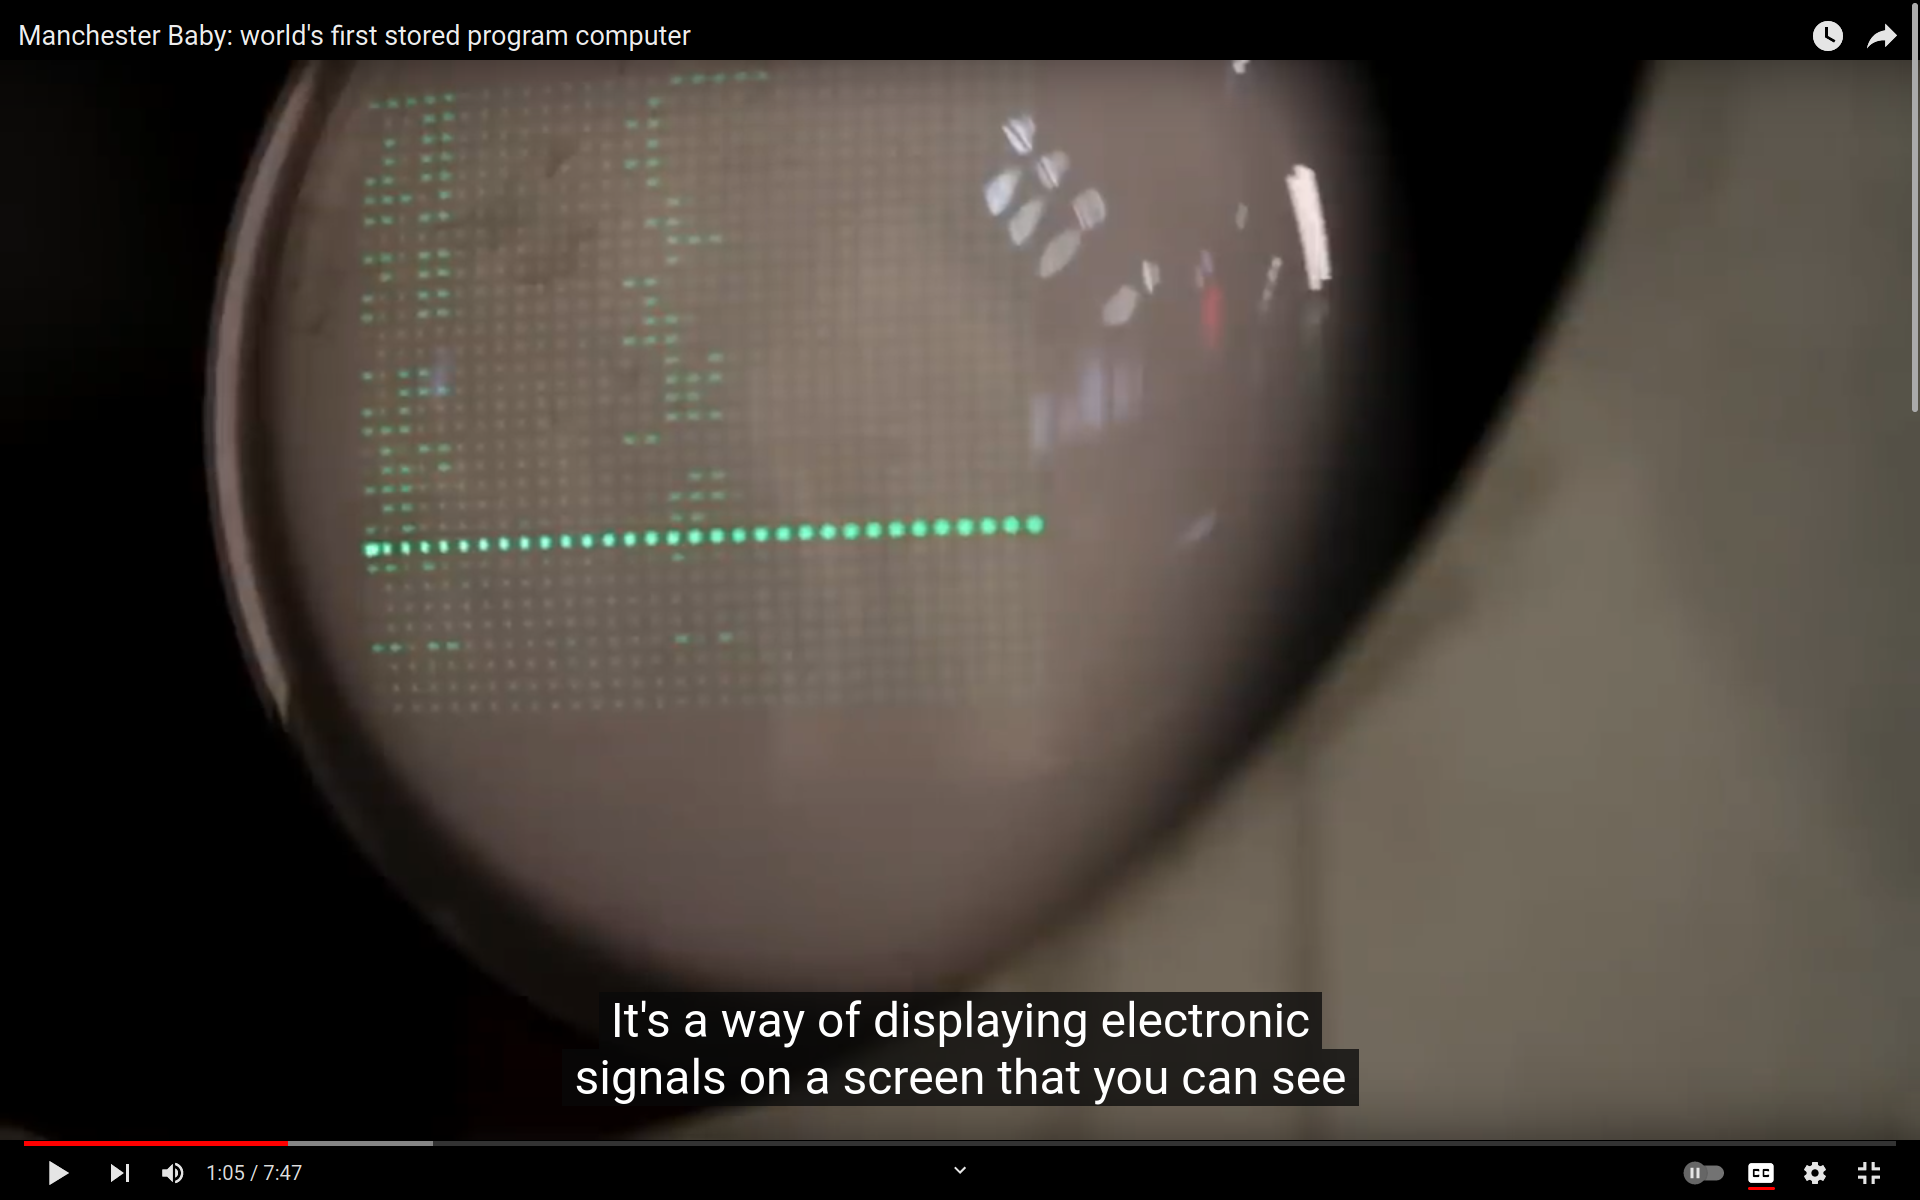 Manchester Baby: world's first stored program computer
It's a way of displaying electronic
signals on a screen that you can see
1:05 / 7:47
CC